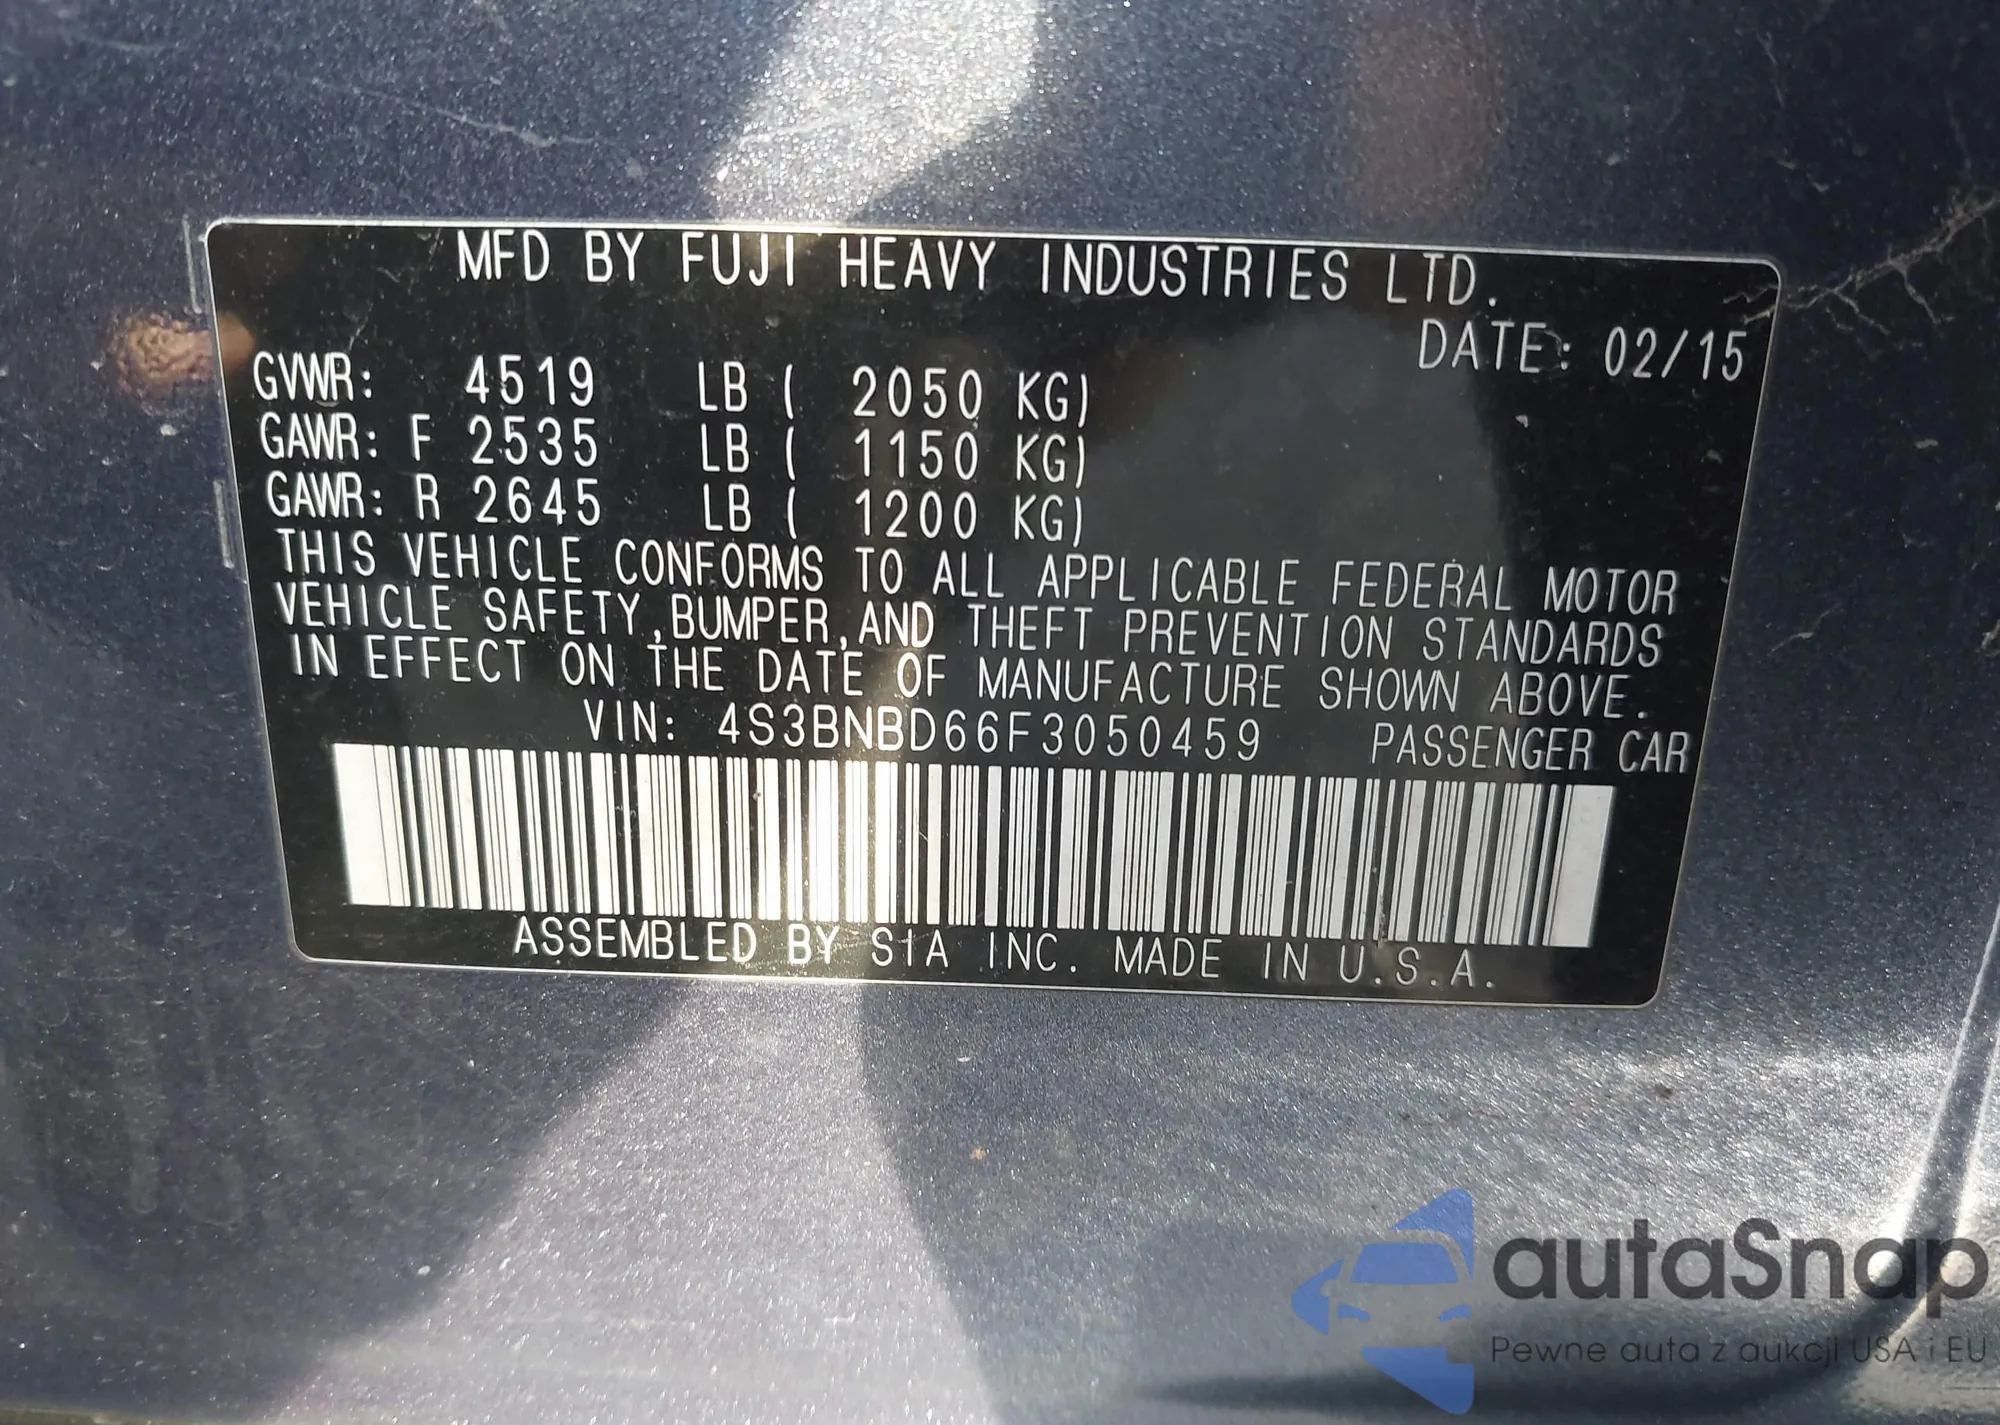 MFD BY FUJI HEAVY INDUSTRIES LTD.
DATE: 02/15
GVWR: 4519 LB ( 2050 KG)
GAWR: F 2535 LB ( 1150 KG)
GAWR: R 2645 LB ( 1200 KG)
THIS VEHICLE CONFORMS TO ALL APPLICABLE FEDERAL MOTOR
VEHICLE SAFETY,BUMPER,AND THEFT PREVENTION STANDARDS
IN EFFECT ON THE DATE OF MANUFACTURE SHOWN ABOVE.
VIN: 4S3BNBD66F3050459 PASSENGER CAR
ASSEMBLED BY SIA INC. MADE IN U.S.A.
autaSnap
Pewne auta z aukcji USA i EU